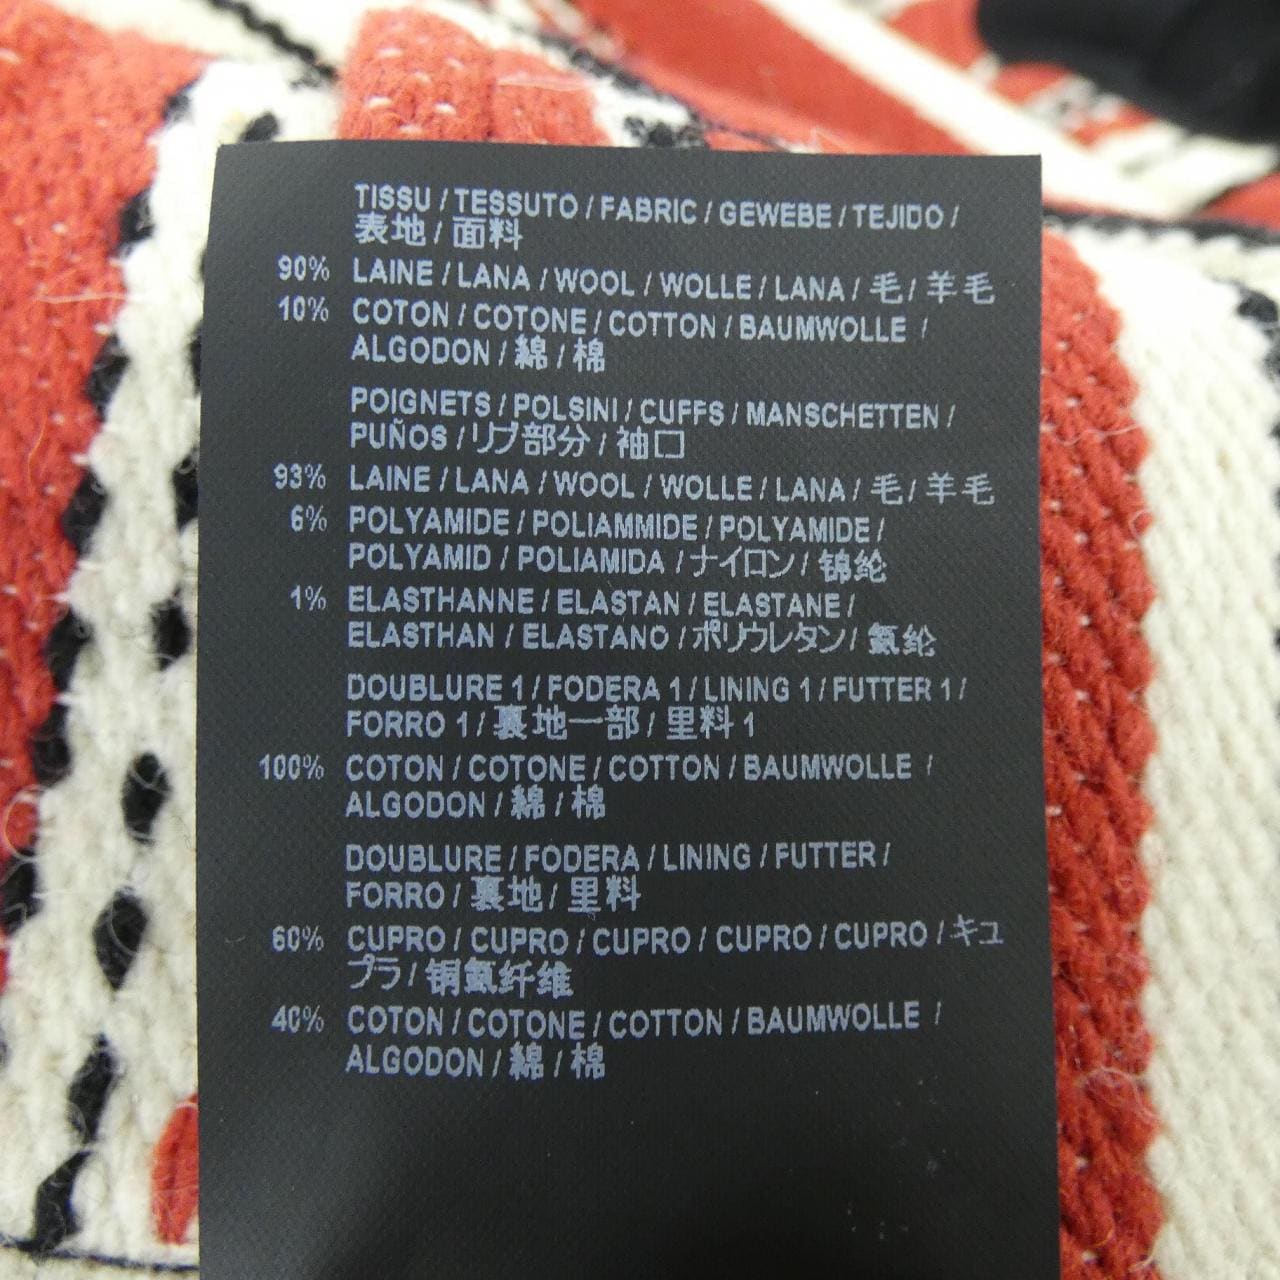 TISSU / TESSUTO / FABRIC / GEWEBE / TEJIDO /
表地 / 面料
90% LAINE / LANA / WOOL / WOLLE / LANA / 毛 / 羊毛
10% COTON / COTONE / COTTON / BAUMWOLLE /
ALGODON / 綿 / 棉
POIGNETS / POLSINI / CUFFS / MANSCHETTEN /
PUÑOS / リブ部分 / 袖口
93% LAINE / LANA / WOOL / WOLLE / LANA / 毛 / 羊毛
6% POLYAMIDE / POLIAMMIDE / POLYAMIDE /
POLYAMID / POLIAMIDA / ナイロン / 锦纶
1% ELASTHANNE / ELASTAN / ELASTANE /
ELASTHAN / ELASTANO / ポリウレタン / 氨纶
DOUBLURE 1 / FODERA 1 / LINING 1 / FUTTER 1 /
FORRO 1 / 裏地一部 / 里料 1
100% COTON / COTONE / COTTON / BAUMWOLLE /
ALGODON / 綿 / 棉
DOUBLURE / FODERA / LINING / FUTTER /
FORRO / 裏地 / 里料
60% CUPRO / CUPRO / CUPRO / CUPRO / CUPRO / キュ
プラ / 铜氨纤维
40% COTON / COTONE / COTTON / BAUMWOLLE /
ALGODON / 綿 / 棉